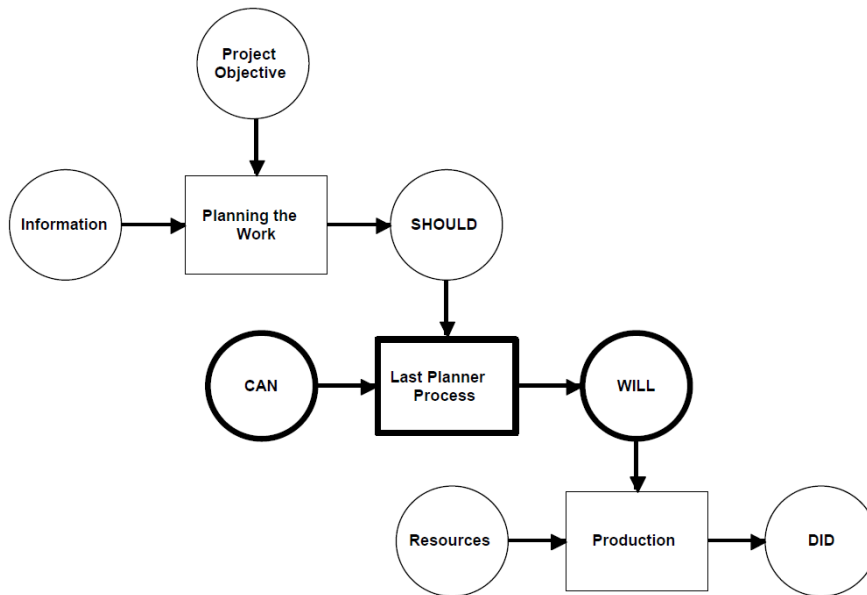 Project
Objective
Information
Planning the
Work
SHOULD
CAN
Last Planner
Process
WILL
Resources
Production
DID